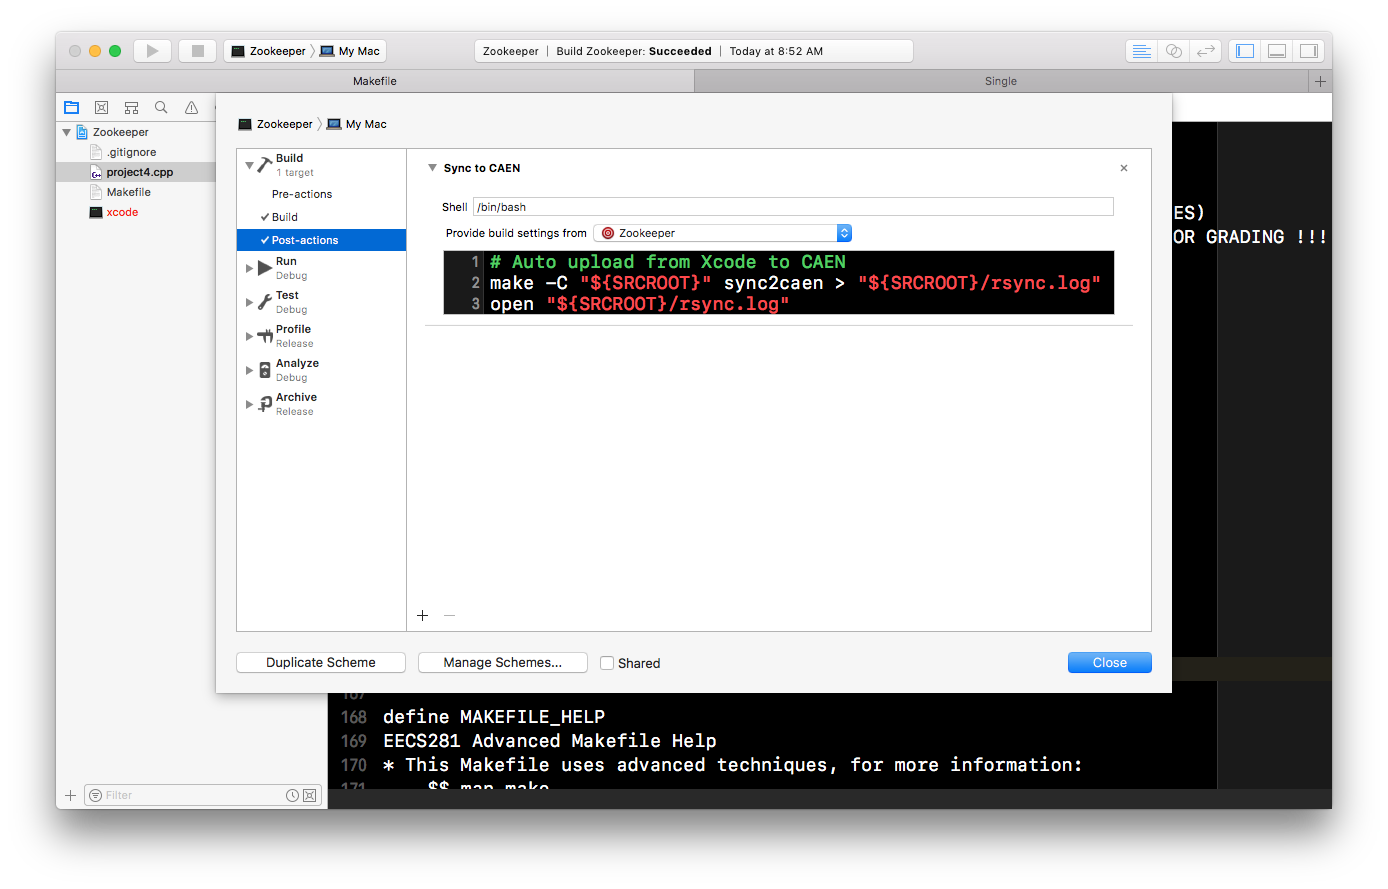 Zookeeper My Mac
Zookeeper | Build Zookeeper: Succeeded | Today at 8:52 AM
Makefile
Single
Zookeeper
.gitignore
project4.cpp
Makefile
xcode
Filter
Zookeeper My Mac
Build
1 target
Pre-actions
Build
Post-actions
Run
Debug
Test
Debug
Profile
Release
Analyze
Debug
Archive
Release
Sync to CAEN
Shell /bin/bash
Provide build settings from Zookeeper
1 # Auto upload from Xcode to CAEN
2 make -C "${SRCROOT}" sync2caen > "${SRCROOT}/rsync.log"
3 open "${SRCROOT}/rsync.log"
Duplicate Scheme
Manage Schemes...
Shared
Close
ES)
OR GRADING !!!
167
168 define MAKEFILE_HELP
169 EECS281 Advanced Makefile Help
170 * This Makefile uses advanced techniques, for more information:
171 $$ man make